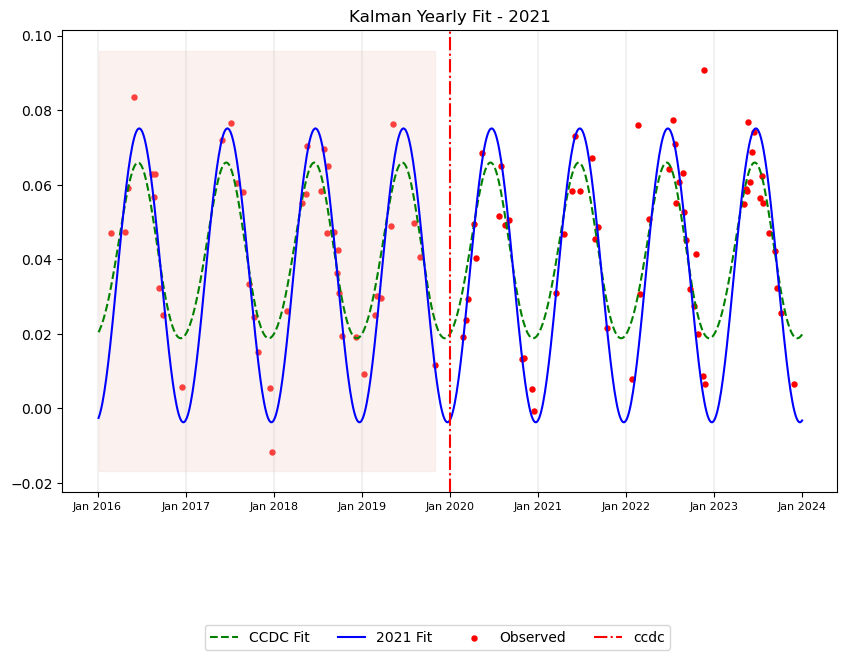 Kalman Yearly Fit - 2021
0.10
0.08
0.06
0.04
0.02
0.00
−0.02
Jan 2016 Jan 2017 Jan 2018 Jan 2019 Jan 2020 Jan 2021 Jan 2022 Jan 2023 Jan 2024
CCDC Fit 2021 Fit Observed ccdc